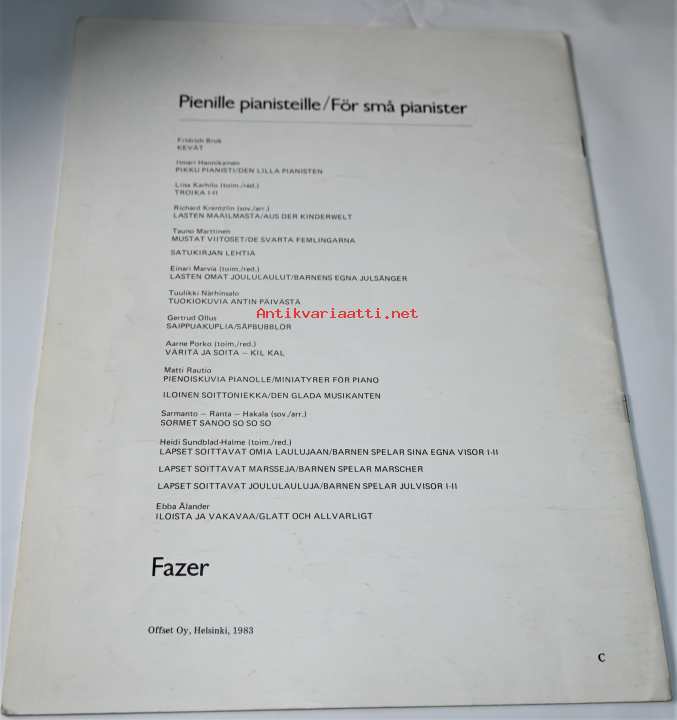 Pienille pianisteille/För små pianister
Fridrich Bruk
KEVÄT
Ilmari Hannikainen
PIKKU PIANISTI/DEN LILLA PIANISTEN
Liisa Karhilo (toim./red.)
TROIKA I-II
Richard Krentzlin (sov./arr.)
LASTEN MAAILMASTA/AUS DER KINDERWELT
Tauno Marttinen
MUSTAT VIITOSET/DE SVARTA FEMLINGARNA
SATUKIRJAN LEHTIÄ
Einari Marvia (toim./red.)
LASTEN OMAT JOULULAULUT/BARNENS EGNA JULSÅNGER
Tuulikki Närhinsalo
TUOKIOKUVIA ANTIN PÄIVÄSTÄ
Antikvariaatti.net
Gertrud Ollus
SAIPPUAKUPLIA/SÅPBUBBLOR
Aarne Porko (toim./red.)
VÄRITÄ JA SOITA – KIL KAL
Matti Rautio
PIENOISKUVIA PIANOLLE/MINIATYRER FÖR PIANO
ILOINEN SOITTONIEKKA/DEN GLADA MUSIKANTEN
Sarmanto – Ranta – Hakala (sov./arr.)
SORMET SANOO SO SO SO
Heidi Sundblad-Halme (toim./red.)
LAPSET SOITTAVAT OMIA LAULUJAAN/BARNEN SPELAR SINA EGNA VISOR I-II
LAPSET SOITTAVAT MARSSEJA/BARNEN SPELAR MARSCHER
LAPSET SOITTAVAT JOULULAULUJA/BARNEN SPELAR JULVISOR I-II
Ebba Ålander
ILOISTA JA VAKAVAA/GLATT OCH ALLVARLIGT
Fazer
Offset Oy, Helsinki, 1983
C